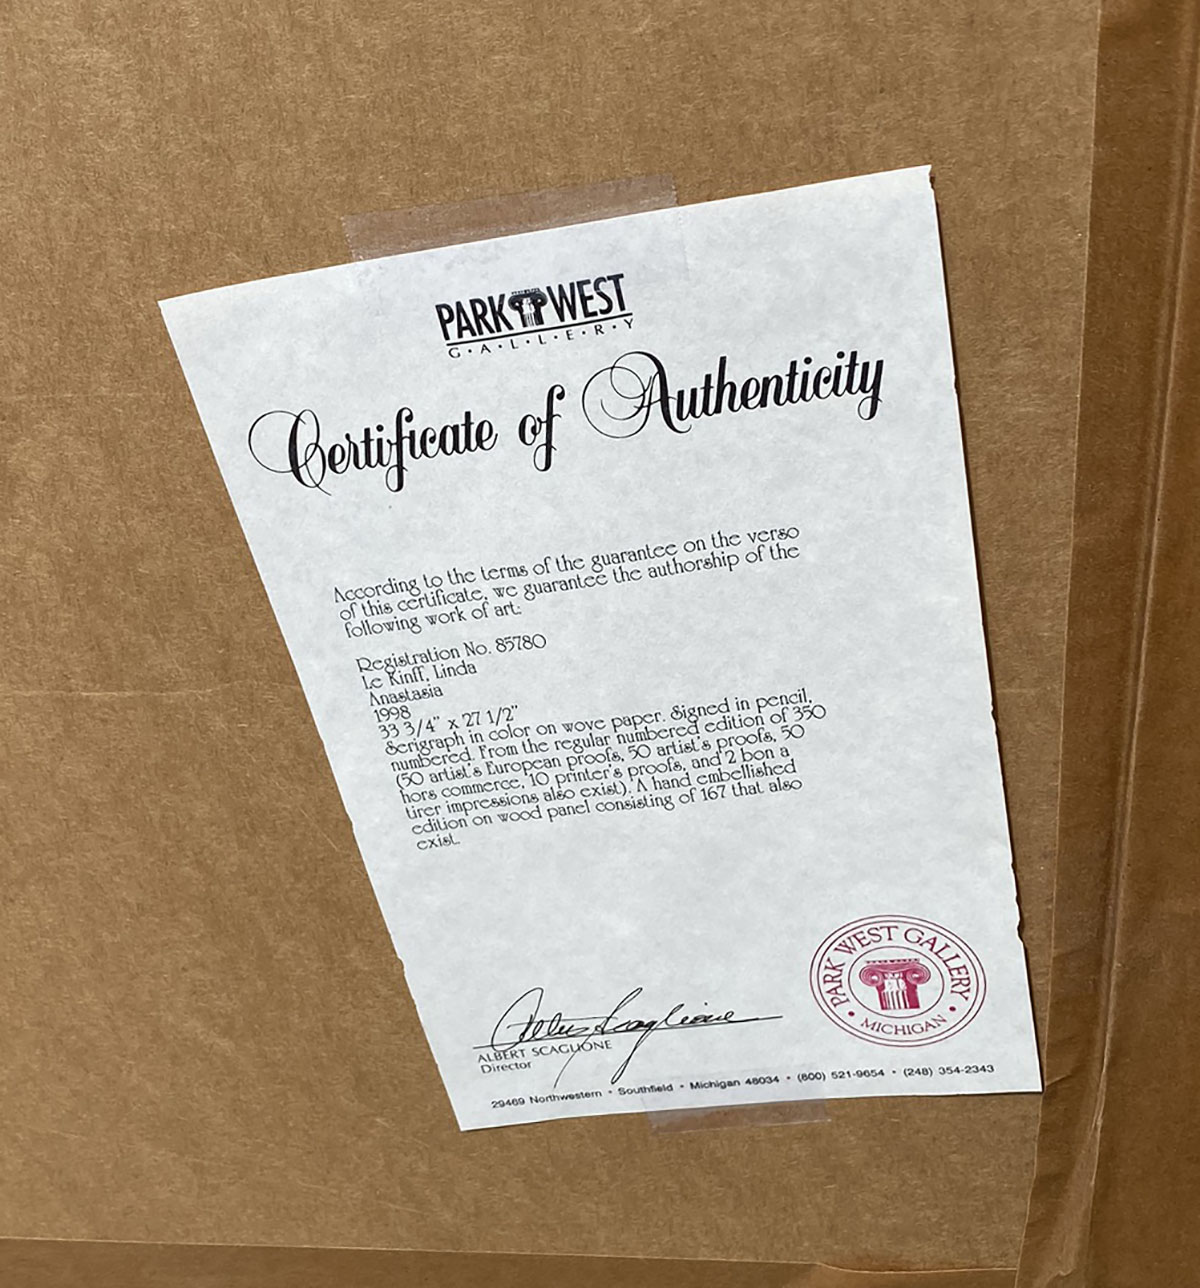 PARK WEST
G·A·L·L·E·R·Y
Certificate of Authenticity
According to the terms of the guarantee on the verso
of this certificate, we guarantee the authorship of the
following work of art:
Registration No. 85780
Le Kinff, Linda
Anastasia
1998
33 3/4" x 27 1/2"
Serigraph in color on wove paper. Signed in pencil,
numbered. From the regular numbered edition of 350
(50 artist's European proofs, 50 artist's proofs, 50
hors commerce, 10 printer's proofs, and 2 bon a
tirer impressions also exist). A hand embellished
edition on wood panel consisting of 167 that also
exist.
Albert Scaglione
ALBERT SCAGLIONE
Director
PARK WEST GALLERY
• MICHIGAN •
29469 Northwestern • Southfield • Michigan 48034 • (800) 521-9654 • (248) 354-2343